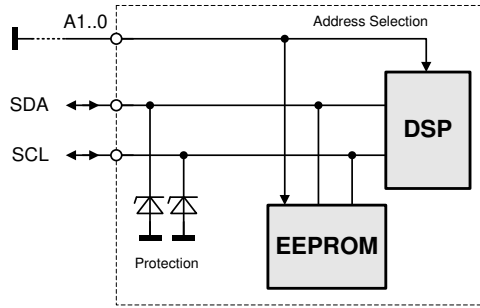 A1..0
Address Selection
SDA
DSP
SCL
EEPROM
Protection